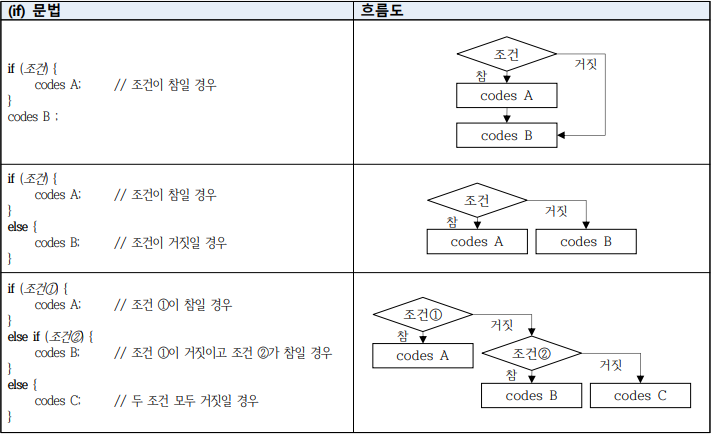 (if) 문법
흐름도
if (조건) {
codes A; // 조건이 참일 경우
}
codes B ;
조건
거짓
참
codes A
codes B
if (조건) {
codes A; // 조건이 참일 경우
}
else {
codes B; // 조건이 거짓일 경우
}
조건
거짓
참
codes A
codes B
if (조건①) {
codes A; // 조건 ①이 참일 경우
}
else if (조건②) {
codes B; // 조건 ①이 거짓이고 조건 ②가 참일 경우
}
else {
codes C; // 두 조건 모두 거짓일 경우
}
조건①
거짓
참
codes A
조건②
거짓
참
codes B
codes C